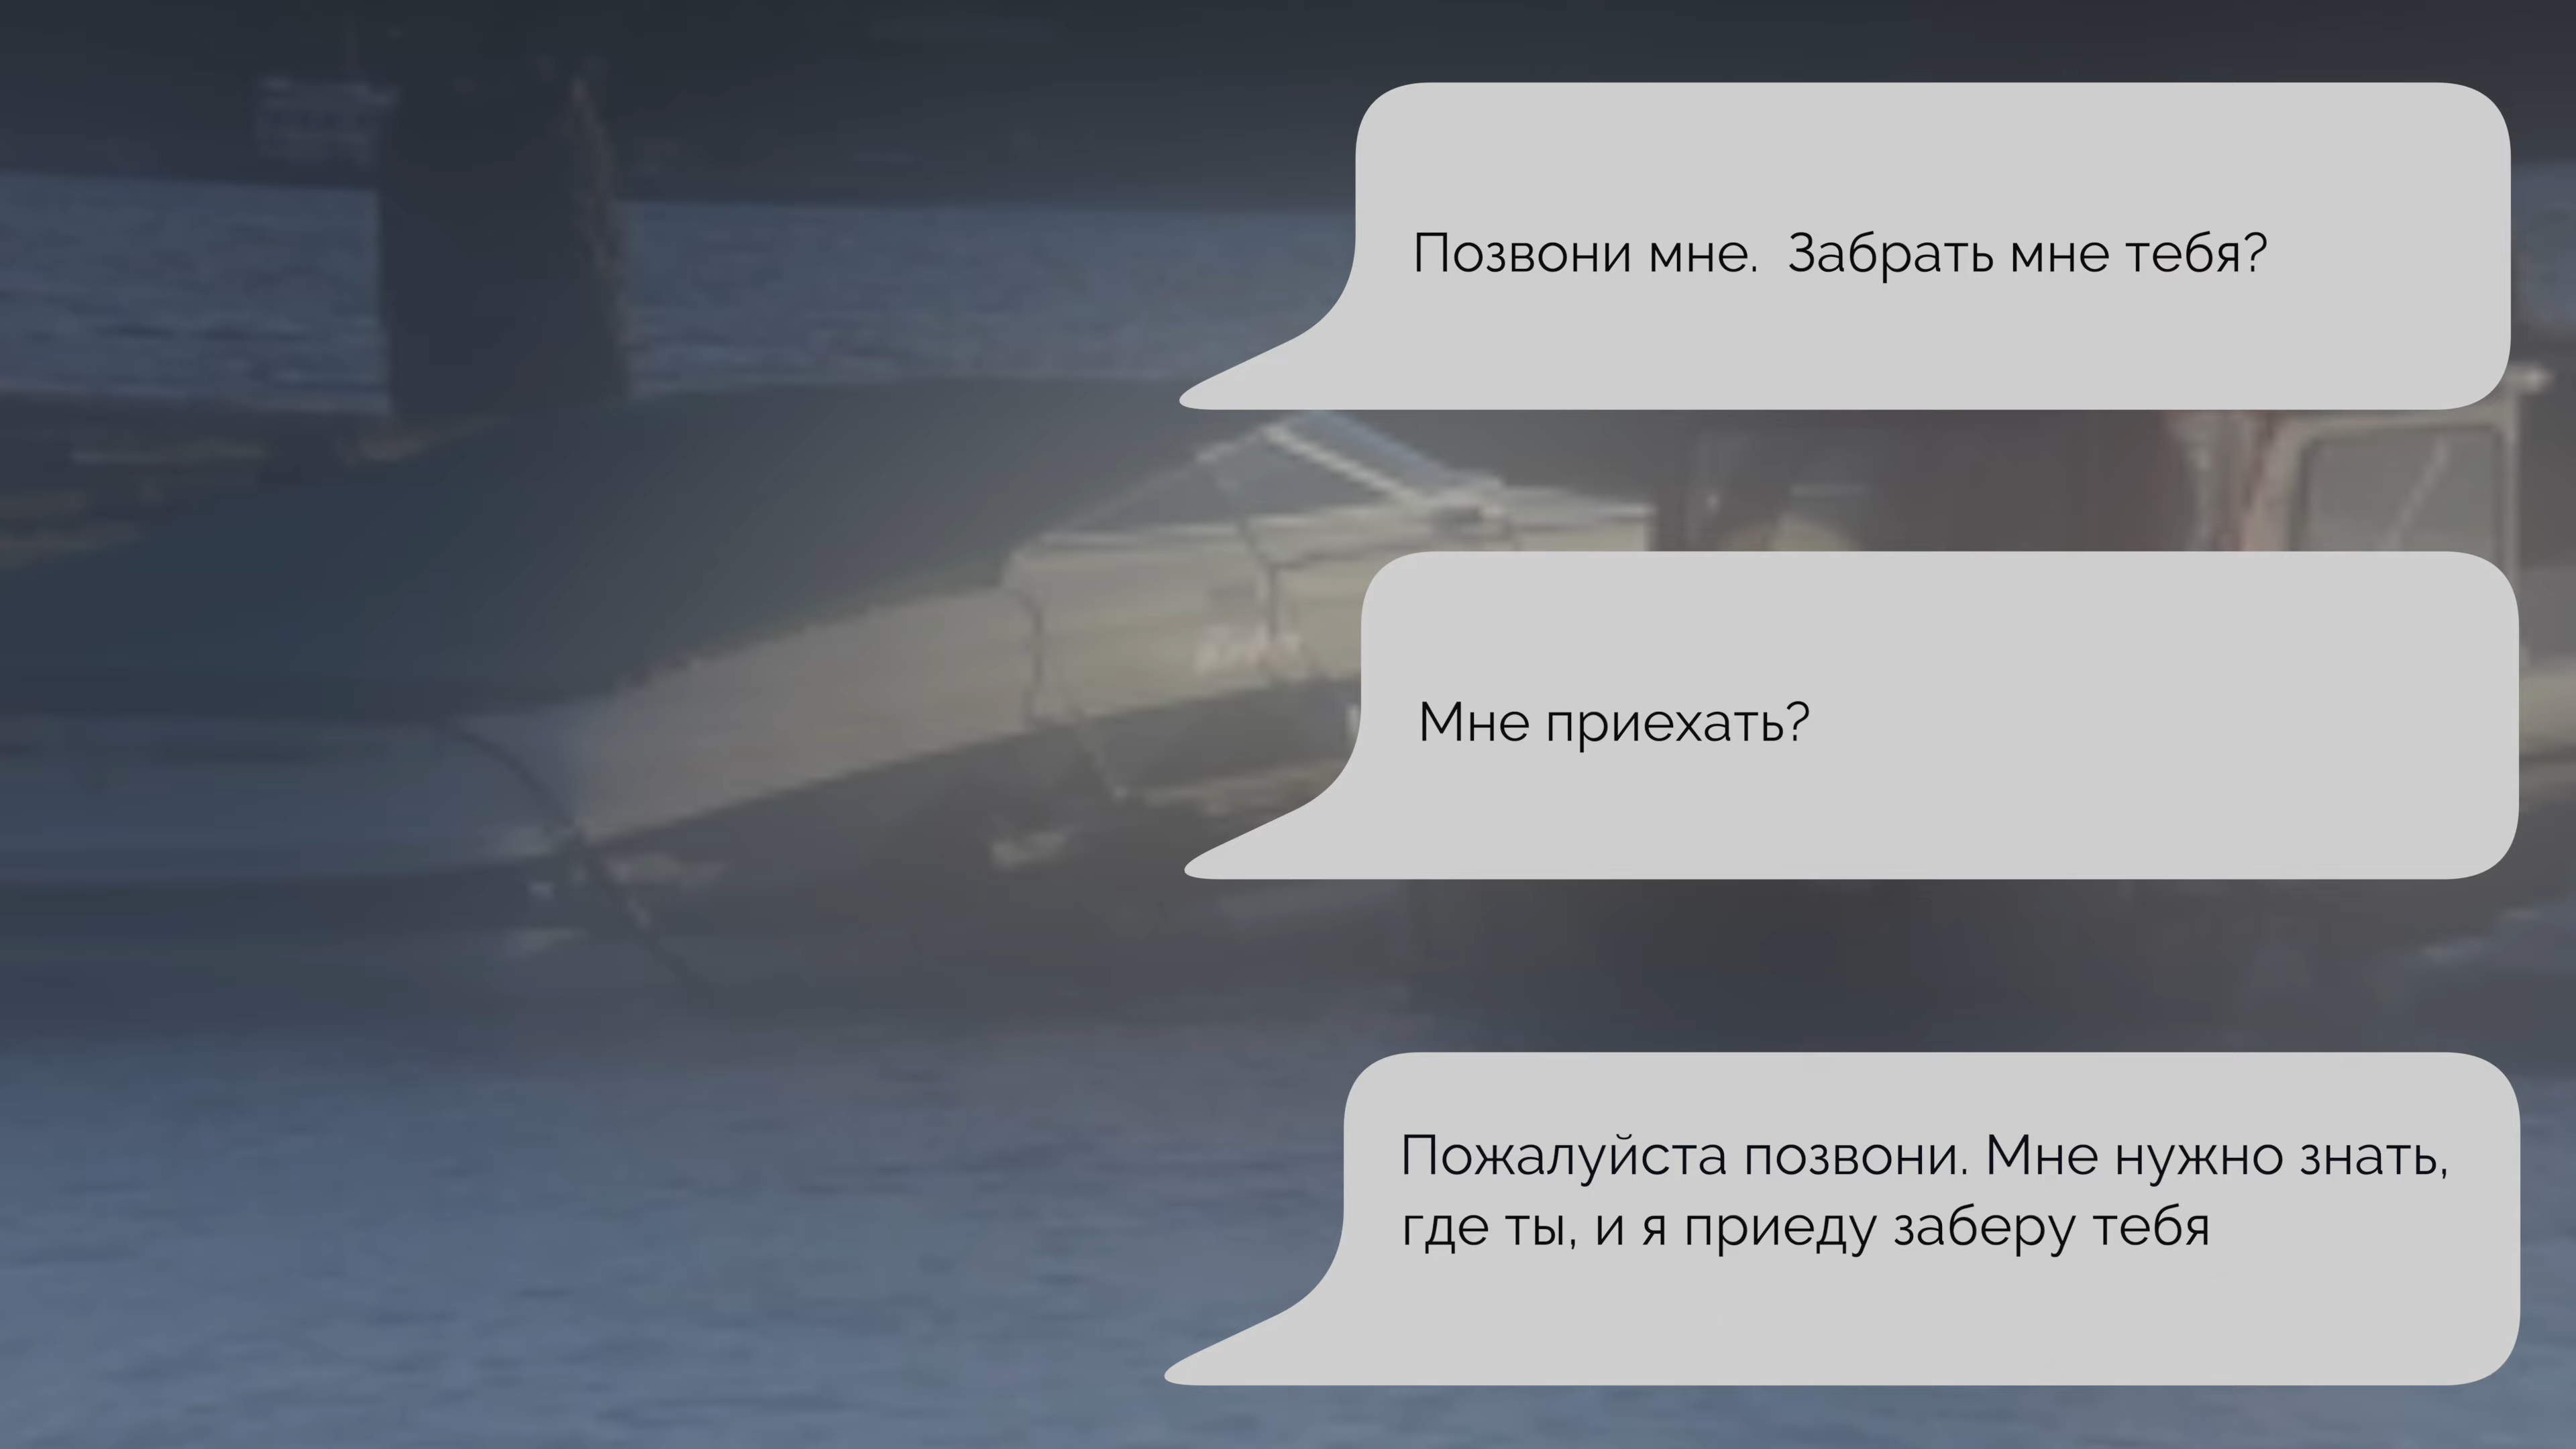 Позвони мне.  Забрать мне тебя?
Мне приехать?
Пожалуйста позвони. Мне нужно знать,
где ты, и я приеду заберу тебя